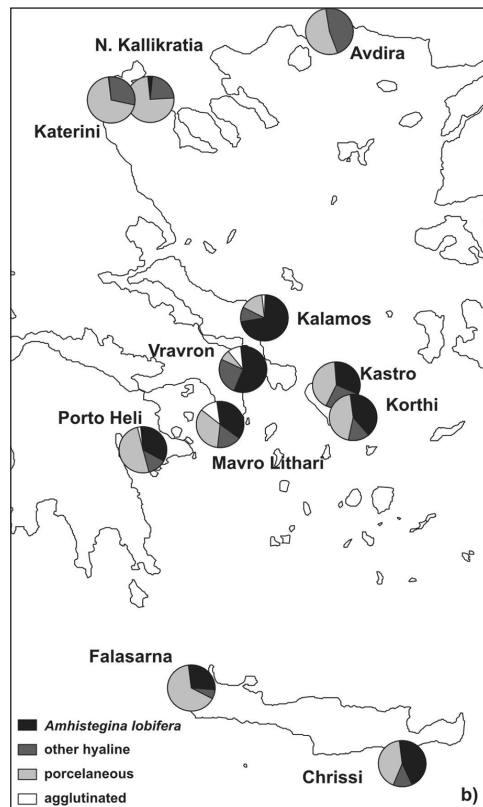 N. Kallikratia
Avdira
Katerini
Kalamos
Vravron
Kastro
Porto Heli
Korthi
Mavro Lithari
Falasarna
Amhistegina lobifera
other hyaline
porcelaneous
Chrissi
agglutinated
b)